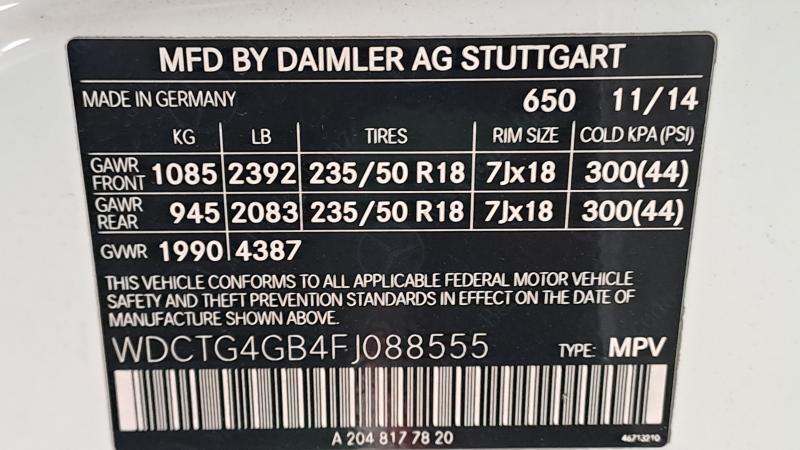 MFD BY DAIMLER AG STUTTGART
MADE IN GERMANY 650 11/14
KG LB TIRES RIM SIZE COLD KPA (PSI)
GAWR FRONT 1085 2392 235/50 R18 7Jx18 300(44)
GAWR REAR 945 2083 235/50 R18 7Jx18 300(44)
GVWR 1990 4387
THIS VEHICLE CONFORMS TO ALL APPLICABLE FEDERAL MOTOR VEHICLE
SAFETY AND THEFT PREVENTION STANDARDS IN EFFECT ON THE DATE OF
MANUFACTURE SHOWN ABOVE.
WDCTG4GB4FJ088555 TYPE: MPV
A 204 817 78 20 46713210